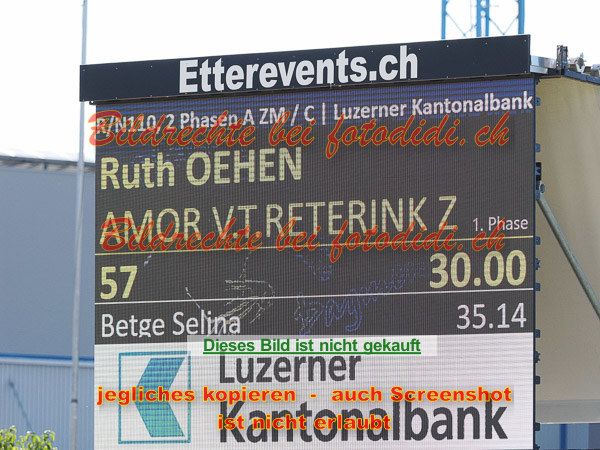 Etterevents.ch
R/N110/2 Phasen A ZM / C | Luzerner Kantonalbank
Bildrechte bei fotodidi.ch
Ruth OEHEN
AMOR VT RETERINK Z 1. Phase
Bildrechte bei fotodidi.ch
57 30.00
Betge Selina 35.14
Dieses Bild ist nicht gekauft
Luzerner
jegliches kopieren - auch Screenshot
Kantonalbank
ist nicht erlaubt